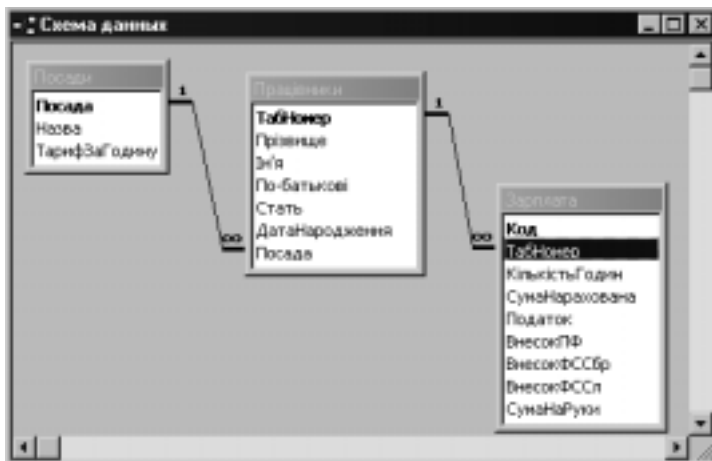 Схема данных
Посади
Посада
Назва
ТарифЗаГодину
1
∞
Працівники
ТабНомер
Прізвище
Ім'я
По-батькові
Стать
ДатаНародження
Посада
1
∞
Зарплата
Код
ТабНомер
КількістьГодин
СумаНарахована
Податок
ВнесокПФ
ВнесокФССбр
ВнесокФССп
СумаНаРуки